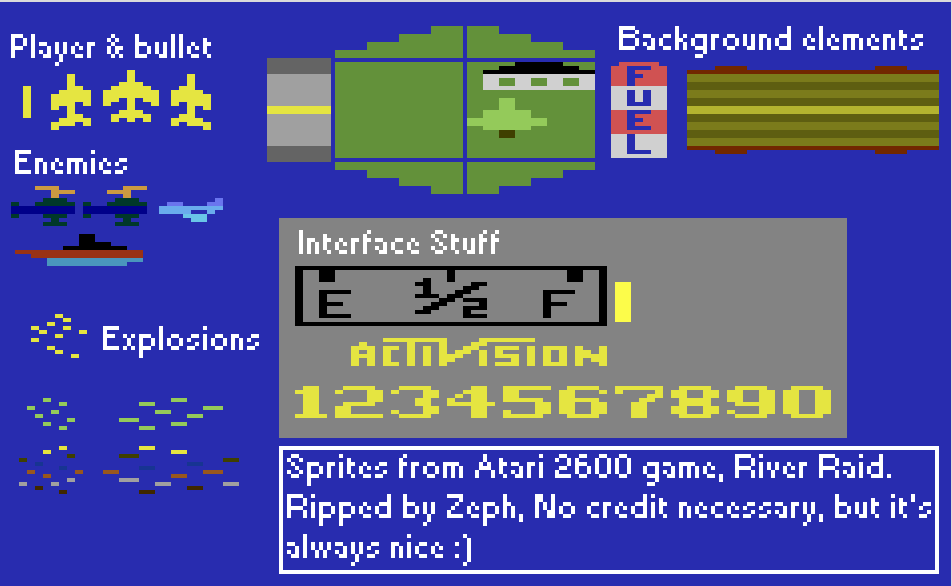 Player & bullet
Background elements
F
U
E
L
Enemies
Interface Stuff
E 1/2 F
Explosions
ACTIVISION
1234567890
Sprites from Atari 2600 game, River Raid.
Ripped by Zeph, No credit necessary, but it's
always nice :)